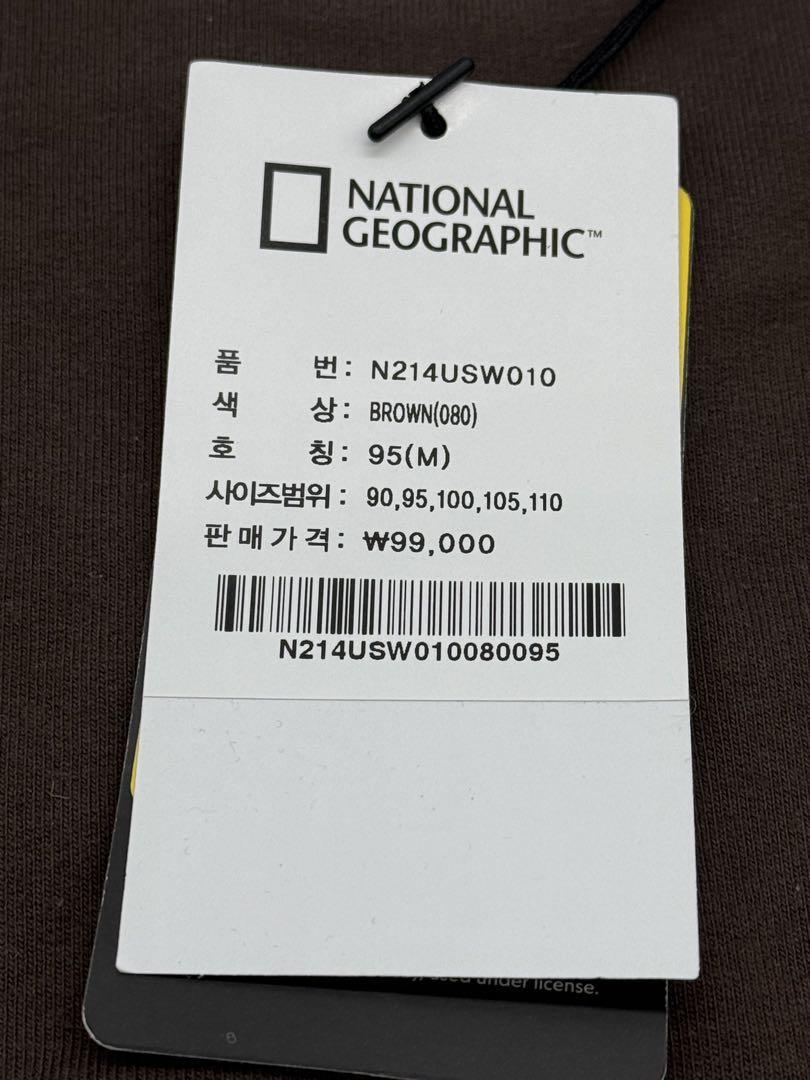 NATIONAL
GEOGRAPHIC™
품 번: N214USW010
색 상: BROWN(080)
호 칭: 95(M)
사이즈범위: 90,95,100,105,110
판매가격: ₩99,000
N214USW010080095
used under license.